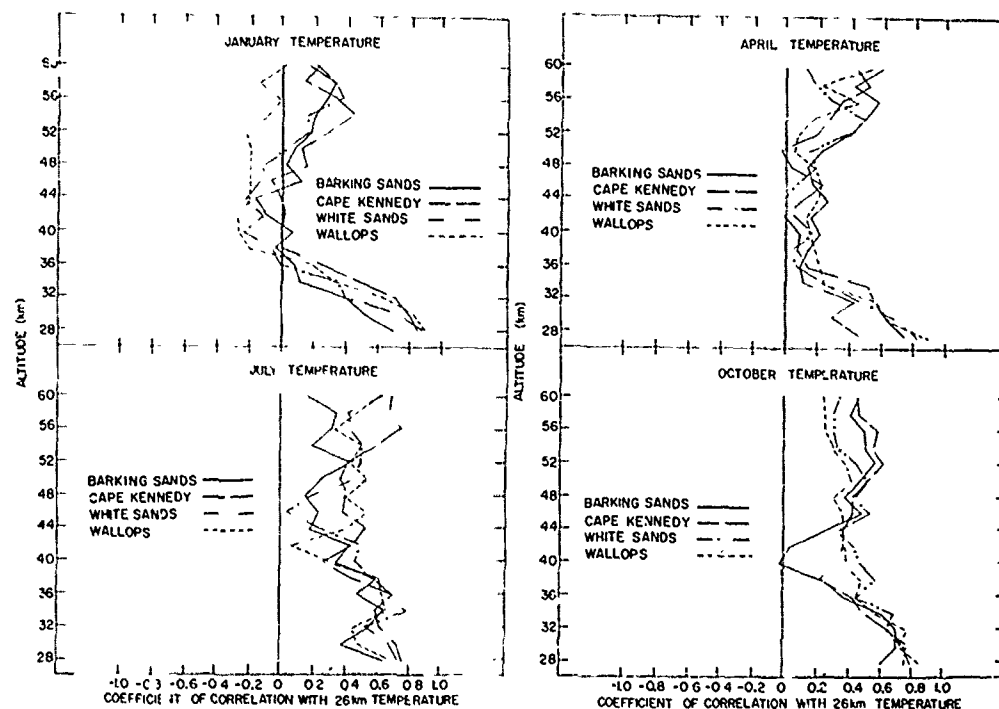 JANUARY TEMPERATURE
60
56
52
48
44
40
36
32
28
ALTITUDE (km)
BARKING SANDS
CAPE KENNEDY
WHITE SANDS
WALLOPS
APRIL TEMPERATURE
60
56
52
48
44
40
36
32
28
ALTITUDE (km)
BARKING SANDS
CAPE KENNEDY
WHITE SANDS
WALLOPS
JULY TEMPERATURE
60
56
52
48
44
40
36
32
28
BARKING SANDS
CAPE KENNEDY
WHITE SANDS
WALLOPS
-1.0 -0.6 -0.2 0 0.2 0.4 0.6 0.8 1.0
COEFFICIENT OF CORRELATION WITH 26km TEMPERATURE
OCTOBER TEMPERATURE
60
56
52
48
44
40
36
32
28
BARKING SANDS
CAPE KENNEDY
WHITE SANDS
WALLOPS
-1.0 -0.8 -0.6 -0.4 -0.2 0 0.2 0.4 0.6 0.8 1.0
COEFFICIENT OF CORRELATION WITH 26km TEMPERATURE